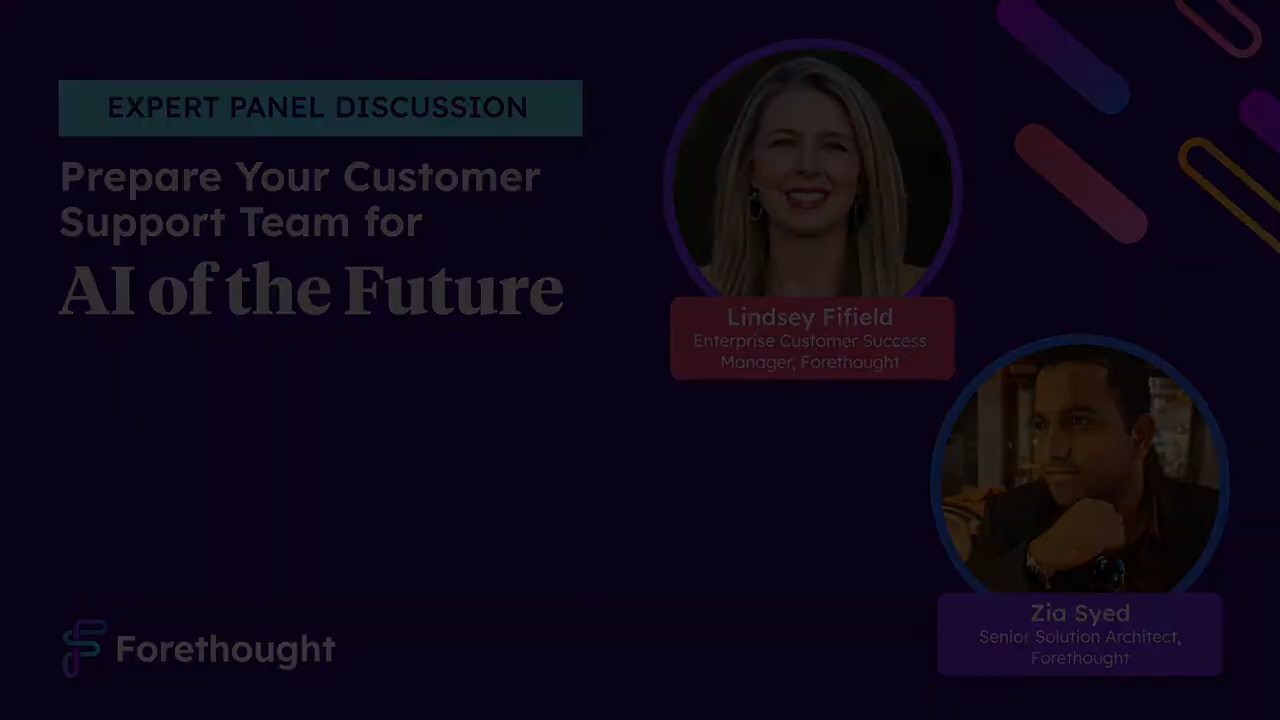 EXPERT PANEL DISCUSSION
Prepare Your Customer
Support Team for
AI of the Future
Lindsey Fifield
Enterprise Customer Success
Manager, Forethought
Zia Syed
Senior Solution Architect,
Forethought
Forethought